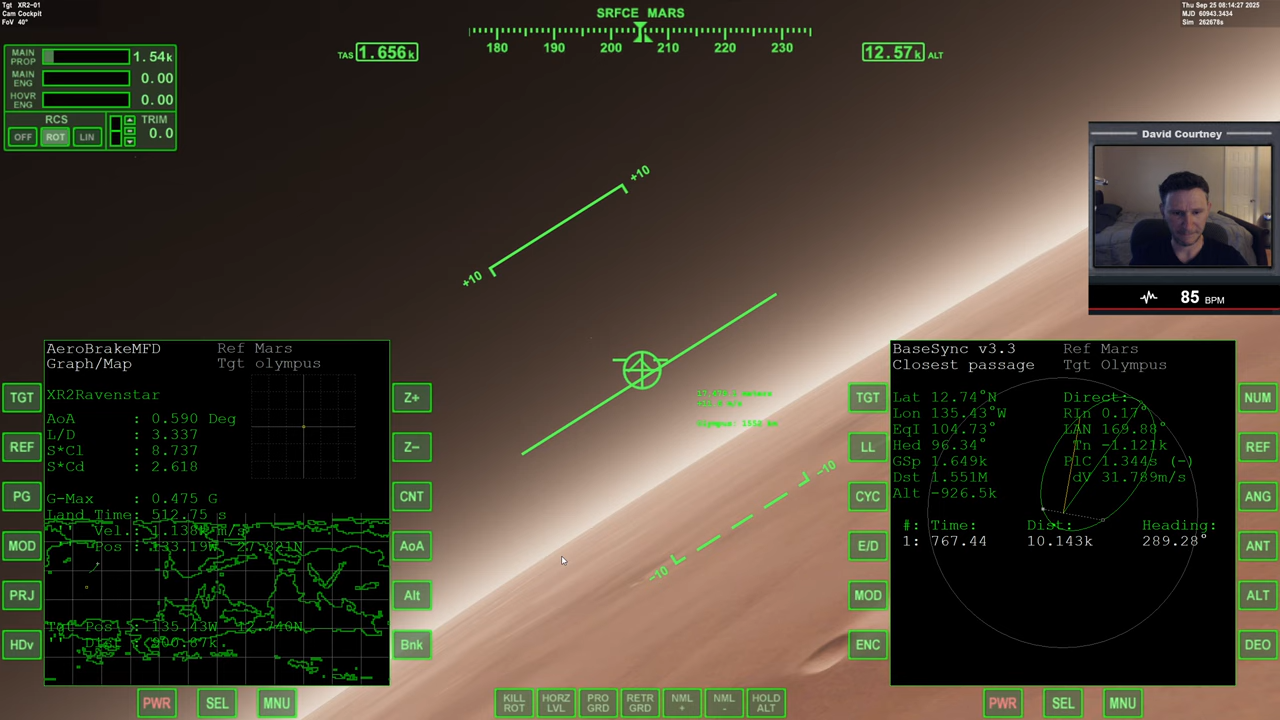 Tgt XR2-01
Cam Cockpit
FoV 40°
Thu Sep 25 08:14:27 2025
MJD 60943.3434
Sim 262678s
SRFCE MARS
180 190 200 210 220 230
TAS 1.656k
12.57k ALT
MAIN PROP 1.54k
MAIN ENG 0.00
HOVR ENG 0.00
RCS
TRIM
OFF ROT LIN
0.0
David Courtney
85 BPM
+10
+10
-10
-10
Olympus: 1552 km
AeroBrakeMFD Ref Mars
Graph/Map Tgt olympus
XR2Ravenstar
AoA : 0.590 Deg
L/D : 3.337
S*Cl : 8.737
S*Cd : 2.618
G-Max : 0.475 G
Land Time: 512.75 s
TGT
REF
PG
MOD
PRJ
HDv
Z+
Z-
CNT
AoA
Alt
Bnk
PWR SEL MNU
BaseSync v3.3 Ref Mars
Closest passage Tgt Olympus
Lat 12.74°N Direct:
Lon 135.43°W RIn 0.17°
EqI 104.73° LAN 169.88°
Hed 96.34° Tn -1.121k
GSp 1.649k PlC 1.344s (-)
Dst 1.551M dV 31.789m/s
Alt -926.5k
#: Time: Dist: Heading:
1: 767.44 10.143k 289.28°
TGT
LL
CYC
E/D
MOD
ENC
NUM
REF
ANG
ANT
ALT
DEO
PWR SEL MNU
KILL ROT
HORZ LVL
PRO GRD
RETR GRD
NML +
NML -
HOLD ALT